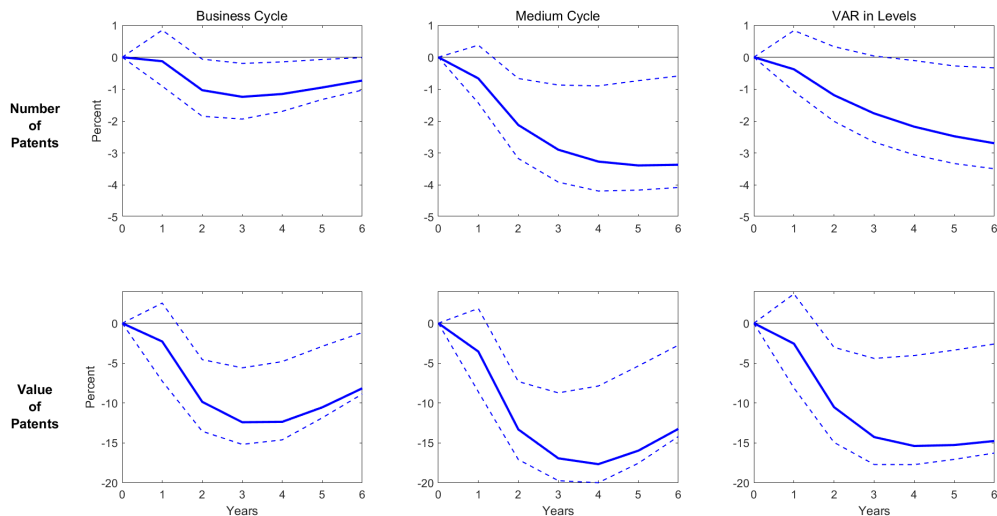 Business Cycle
Medium Cycle
VAR in Levels
Number
of
Patents
Percent
1
0
-1
-2
-3
-4
-5
0 1 2 3 4 5 6
1
0
-1
-2
-3
-4
-5
0 1 2 3 4 5 6
1
0
-1
-2
-3
-4
-5
0 1 2 3 4 5 6
Value
of
Patents
Percent
0
-5
-10
-15
-20
0 1 2 3 4 5 6
Years
0
-5
-10
-15
-20
0 1 2 3 4 5 6
Years
0
-5
-10
-15
-20
0 1 2 3 4 5 6
Years